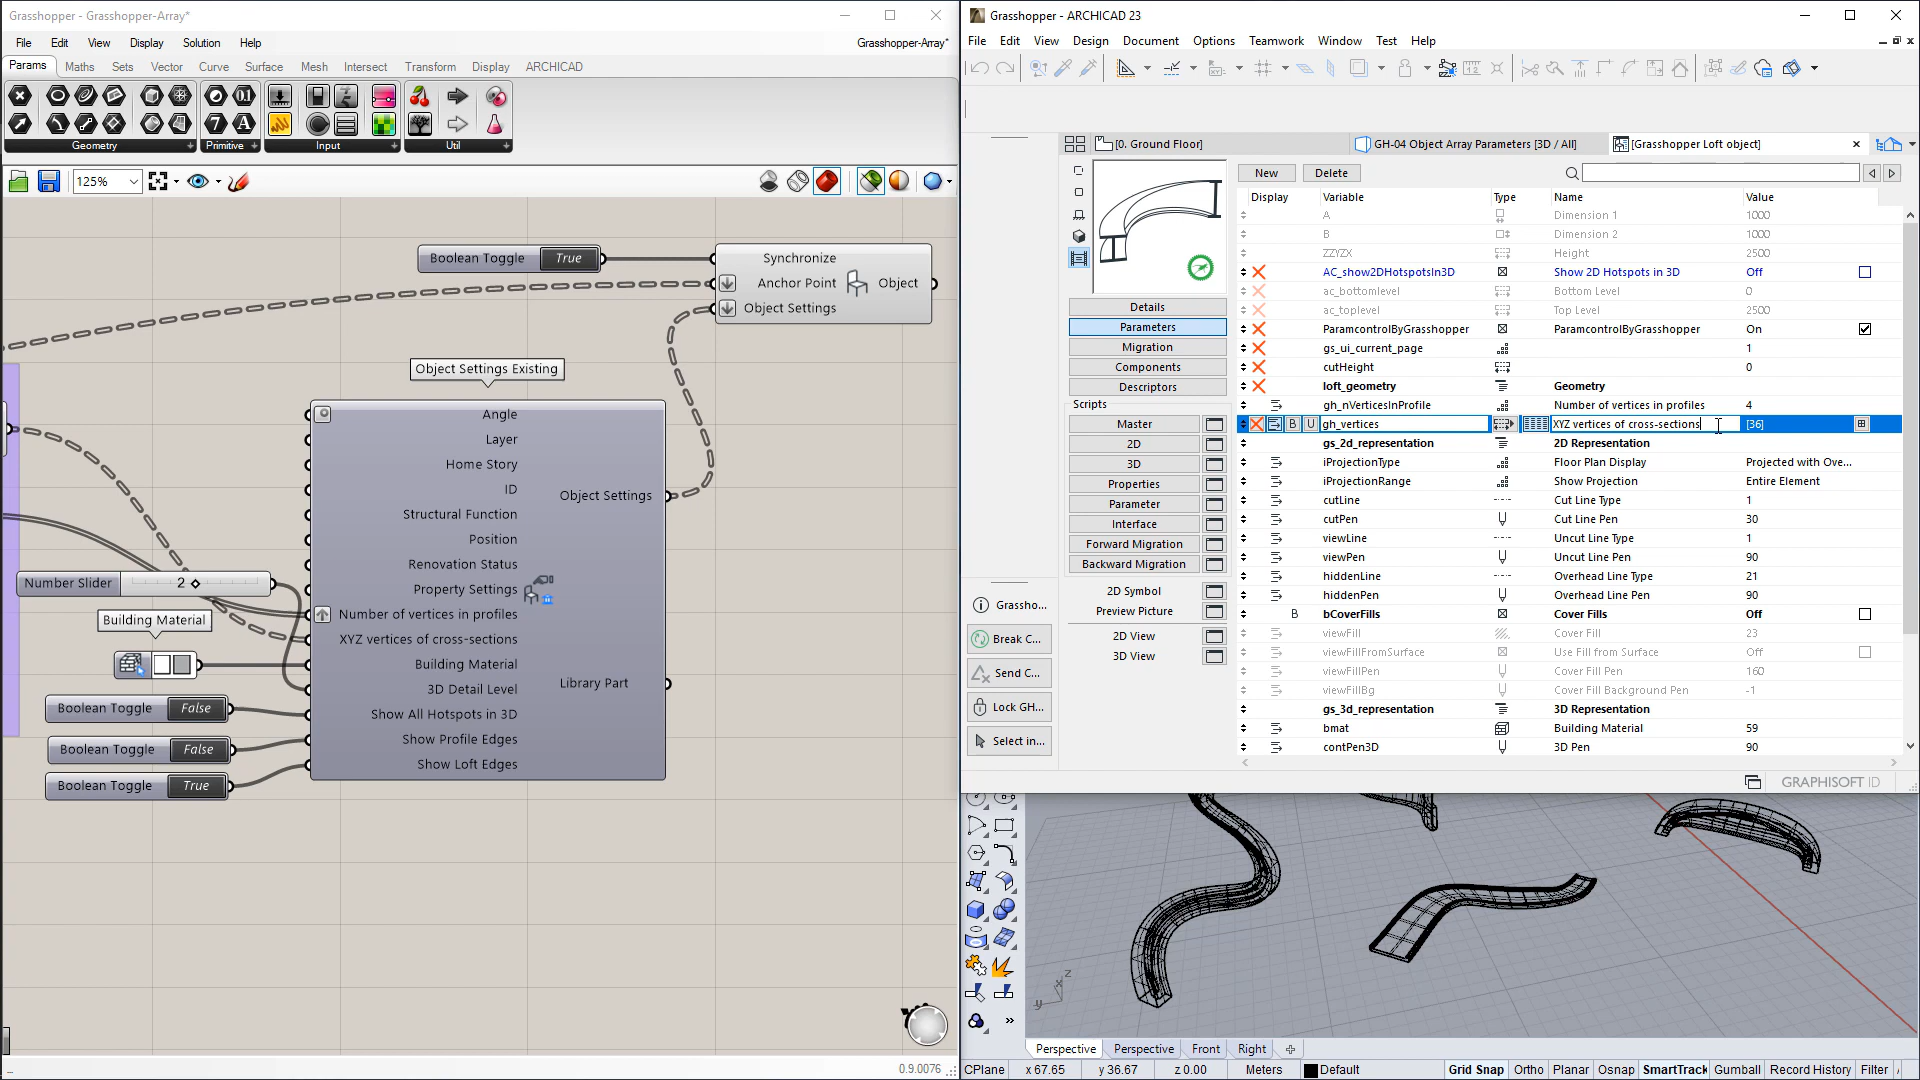 Grasshopper - Grasshopper-Array*
File Edit View Display Solution Help
Grasshopper-Array*
Params Maths Sets Vector Curve Surface Mesh Intersect Transform Display ARCHICAD
Geometry Primitive Input Util
125%
Boolean Toggle True
Synchronize
Anchor Point
Object Settings
Object
Object Settings Existing
Angle
Layer
Home Story
ID
Structural Function
Position
Renovation Status
Property Settings
Number of vertices in profiles
XYZ vertices of cross-sections
Building Material
3D Detail Level
Show All Hotspots in 3D
Show Profile Edges
Show Loft Edges
Object Settings
Library Part
Number Slider 2
Building Material
Boolean Toggle False
Boolean Toggle False
Boolean Toggle True
0.9.0076
Grasshopper - ARCHICAD 23
File Edit View Design Document Options Teamwork Window Test Help
[0. Ground Floor]
GH-04 Object Array Parameters [3D / All]
[Grasshopper Loft object]
New Delete
Display Variable Type Name Value
A Dimension 1 1000
B Dimension 2 1000
ZZYZX Height 2500
AC_show2DHotspotsIn3D Show 2D Hotspots in 3D Off
ac_bottomlevel Bottom Level 0
ac_toplevel Top Level 2500
ParamcontrolByGrasshopper ParamcontrolByGrasshopper On
gs_ui_current_page 1
cutHeight 0
loft_geometry Geometry
gh_nVerticesInProfile Number of vertices in profiles 4
B U gh_vertices XYZ vertices of cross-sections [36]
gs_2d_representation 2D Representation
iProjectionType Floor Plan Display Projected with Ove...
iProjectionRange Show Projection Entire Element
cutLine Cut Line Type 1
cutPen Cut Line Pen 30
viewLine Uncut Line Type 1
viewPen Uncut Line Pen 90
hiddenLine Overhead Line Type 21
hiddenPen Overhead Line Pen 90
B bCoverFills Cover Fills Off
viewFill Cover Fill 23
viewFillFromSurface Use Fill from Surface Off
viewFillPen Cover Fill Pen 160
viewFillBg Cover Fill Background Pen -1
gs_3d_representation 3D Representation
bmat Building Material 59
contPen3D 3D Pen 90
Details
Parameters
Migration
Components
Descriptors
Scripts
Master
2D
3D
Properties
Parameter
Interface
Forward Migration
Backward Migration
2D Symbol
Preview Picture
2D View
3D View
Grassho...
Break C...
Send C...
Lock GH...
Select in...
GRAPHISOFT ID
z
x
y
Perspective Perspective Front Right
CPlane x 67.65 y 36.67 z 0.00 Meters Default Grid Snap Ortho Planar Osnap SmartTrack Gumball Record History Filter